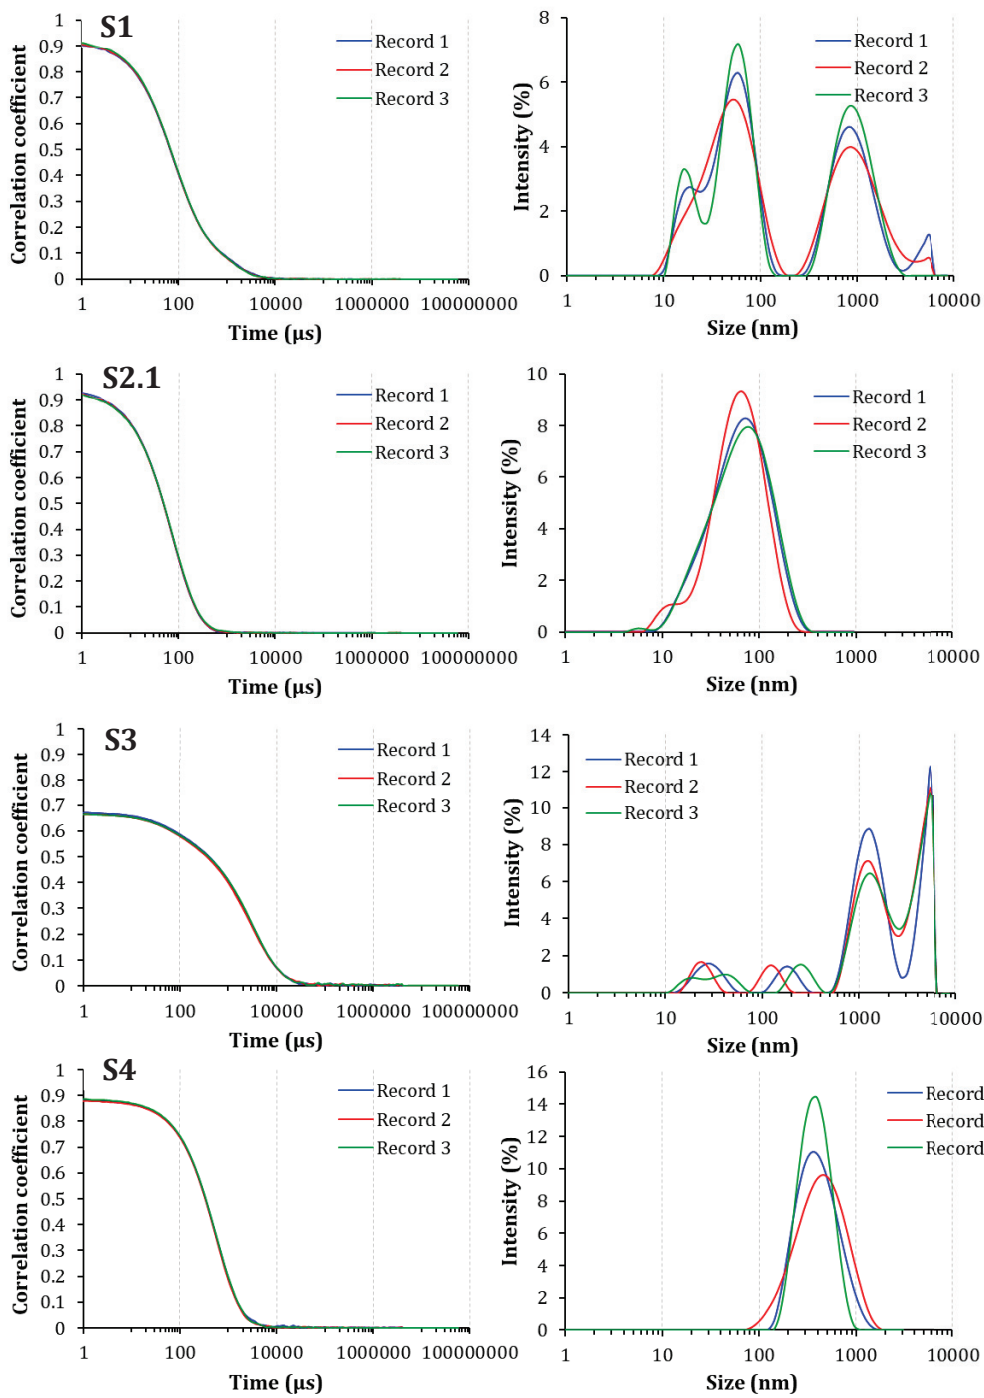 S1
Correlation coefficient
1
0.9
0.8
0.7
0.6
0.5
0.4
0.3
0.2
0.1
0
1 100 10000 1000000 100000000
Time (µs)
Record 1
Record 2
Record 3
Intensity (%)
8
6
4
2
0
1 10 100 1000 10000
Size (nm)
Record 1
Record 2
Record 3
S2.1
Correlation coefficient
1
0.9
0.8
0.7
0.6
0.5
0.4
0.3
0.2
0.1
0
1 100 10000 1000000 100000000
Time (µs)
Record 1
Record 2
Record 3
Intensity (%)
10
8
6
4
2
0
1 10 100 1000 10000
Size (nm)
Record 1
Record 2
Record 3
S3
Correlation coefficient
1
0.9
0.8
0.7
0.6
0.5
0.4
0.3
0.2
0.1
0
1 100 10000 1000000 100000000
Time (µs)
Record 1
Record 2
Record 3
Intensity (%)
14
12
10
8
6
4
2
0
1 10 100 1000 10000
Size (nm)
Record 1
Record 2
Record 3
S4
Correlation coefficient
1
0.9
0.8
0.7
0.6
0.5
0.4
0.3
0.2
0.1
0
1 100 10000 1000000 100000000
Time (µs)
Record 1
Record 2
Record 3
Intensity (%)
16
14
12
10
8
6
4
2
0
1 10 100 1000 10000
Size (nm)
Record
Record
Record